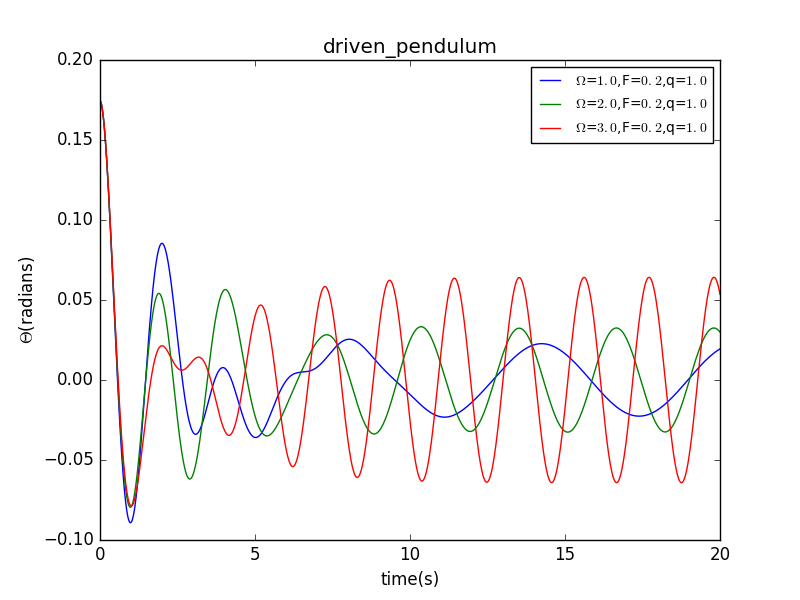 driven_pendulum
0.20
0.15
0.10
0.05
0.00
−0.05
−0.10
Θ(radians)
Ω=1.0,F=0.2,q=1.0
Ω=2.0,F=0.2,q=1.0
Ω=3.0,F=0.2,q=1.0
0 5 10 15 20
time(s)